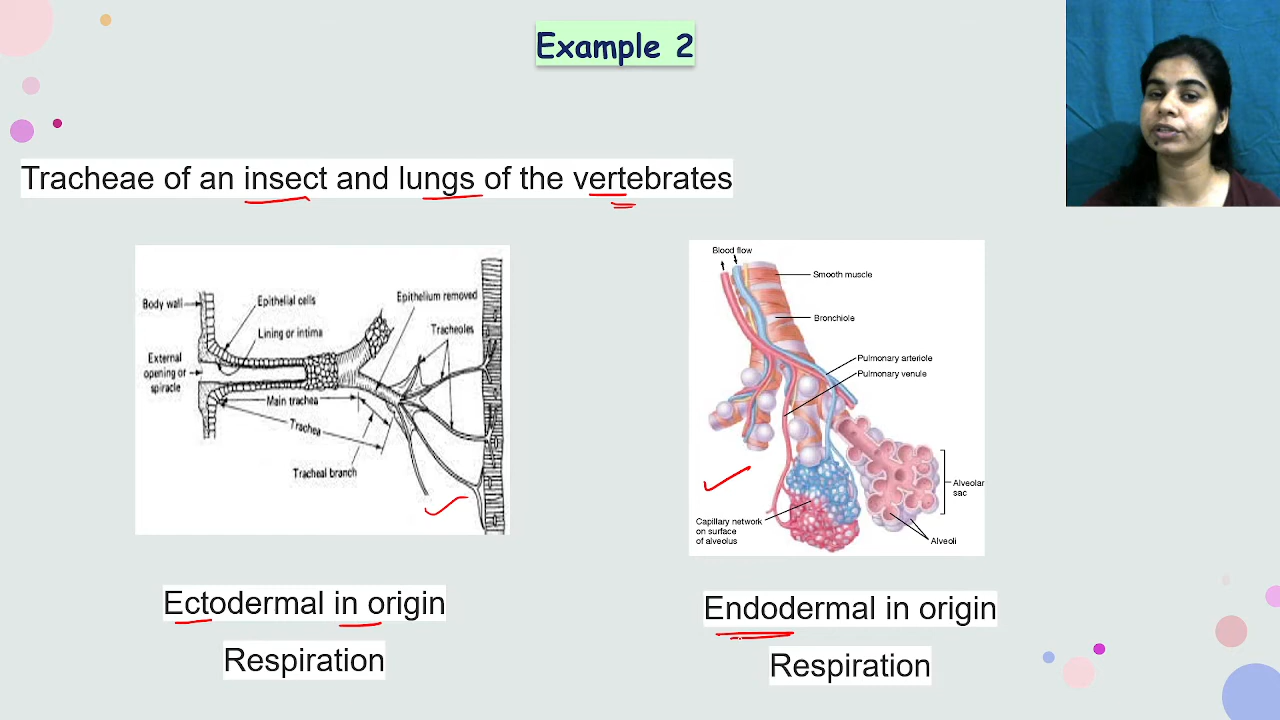 Example 2
Tracheae of an insect and lungs of the vertebrates
Body wall
Epithelial cells
Epithelium removed
Lining or intima
Tracheoles
External
opening or
spiracle
Main trachea
Trachea
Tracheal branch
Blood flow
Smooth muscle
Bronchiole
Pulmonary arteriole
Pulmonary venule
Alveolar
sac
Capillary network
on surface
of alveolus
Alveoli
Ectodermal in origin
Respiration
Endodermal in origin
Respiration